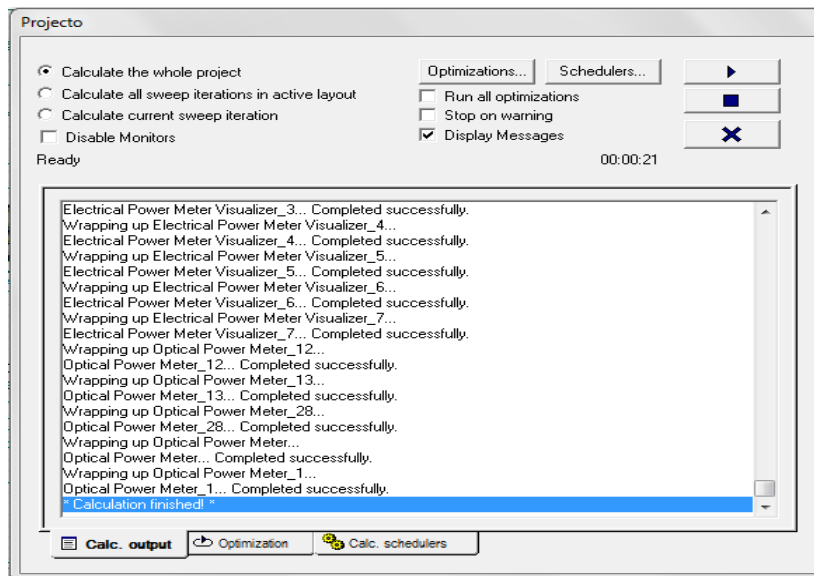 Projecto
Calculate the whole project
Calculate all sweep iterations in active layout
Calculate current sweep iteration
Disable Monitors
Optimizations... Schedulers...
Run all optimizations
Stop on warning
Display Messages
Ready 00:00:21
Electrical Power Meter Visualizer_3... Completed successfully.
Wrapping up Electrical Power Meter Visualizer_4...
Electrical Power Meter Visualizer_4... Completed successfully.
Wrapping up Electrical Power Meter Visualizer_5...
Electrical Power Meter Visualizer_5... Completed successfully.
Wrapping up Electrical Power Meter Visualizer_6...
Electrical Power Meter Visualizer_6... Completed successfully.
Wrapping up Electrical Power Meter Visualizer_7...
Electrical Power Meter Visualizer_7... Completed successfully.
Wrapping up Optical Power Meter_12...
Optical Power Meter_12... Completed successfully.
Wrapping up Optical Power Meter_13...
Optical Power Meter_13... Completed successfully.
Wrapping up Optical Power Meter_28...
Optical Power Meter_28... Completed successfully.
Wrapping up Optical Power Meter...
Optical Power Meter... Completed successfully.
Wrapping up Optical Power Meter_1...
Optical Power Meter_1... Completed successfully.
* Calculation finished! *
Calc. output Optimization Calc. schedulers